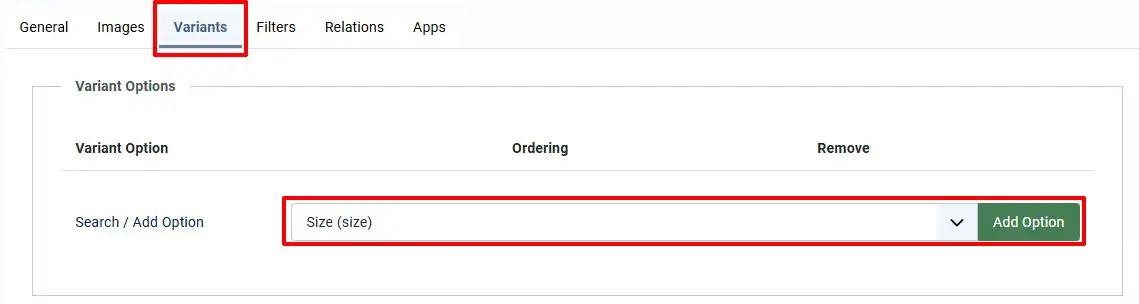 General Images Variants Filters Relations Apps
Variant Options
Variant Option Ordering Remove
Search / Add Option Size (size) Add Option